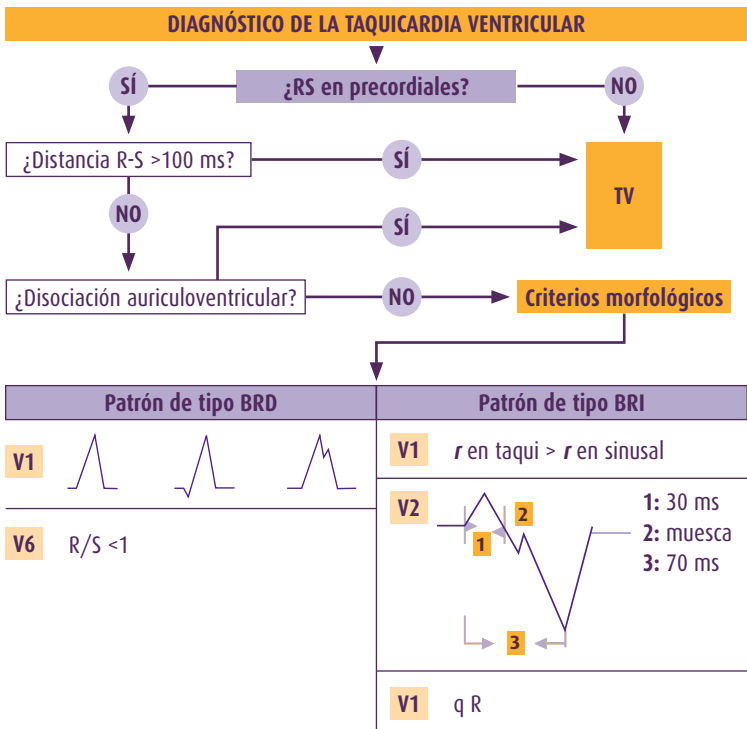 DIAGNÓSTICO DE LA TAQUICARDIA VENTRICULAR
SÍ
¿RS en precordiales?
NO
¿Distancia R-S >100 ms?
SÍ
TV
NO
SÍ
¿Disociación auriculoventricular?
NO
Criterios morfológicos
Patrón de tipo BRD
V1
V6 R/S <1
Patrón de tipo BRI
V1 r en taqui > r en sinusal
V2
1
2
3
1: 30 ms
2: muesca
3: 70 ms
V1 q R